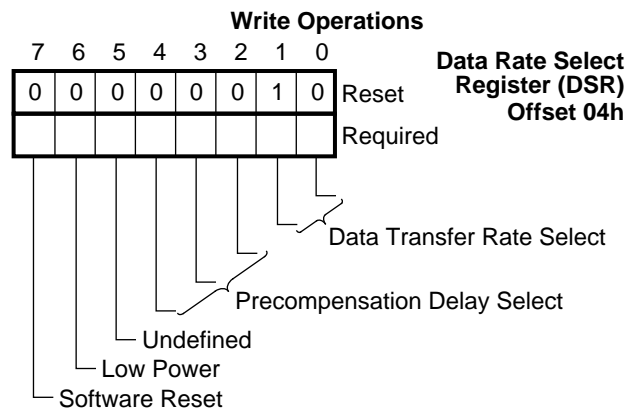 Write Operations
7 6 5 4 3 2 1 0
Data Rate Select
Register (DSR)
Offset 04h
0 0 0 0 0 0 1 0 Reset
Required
Data Transfer Rate Select
Precompensation Delay Select
Undefined
Low Power
Software Reset